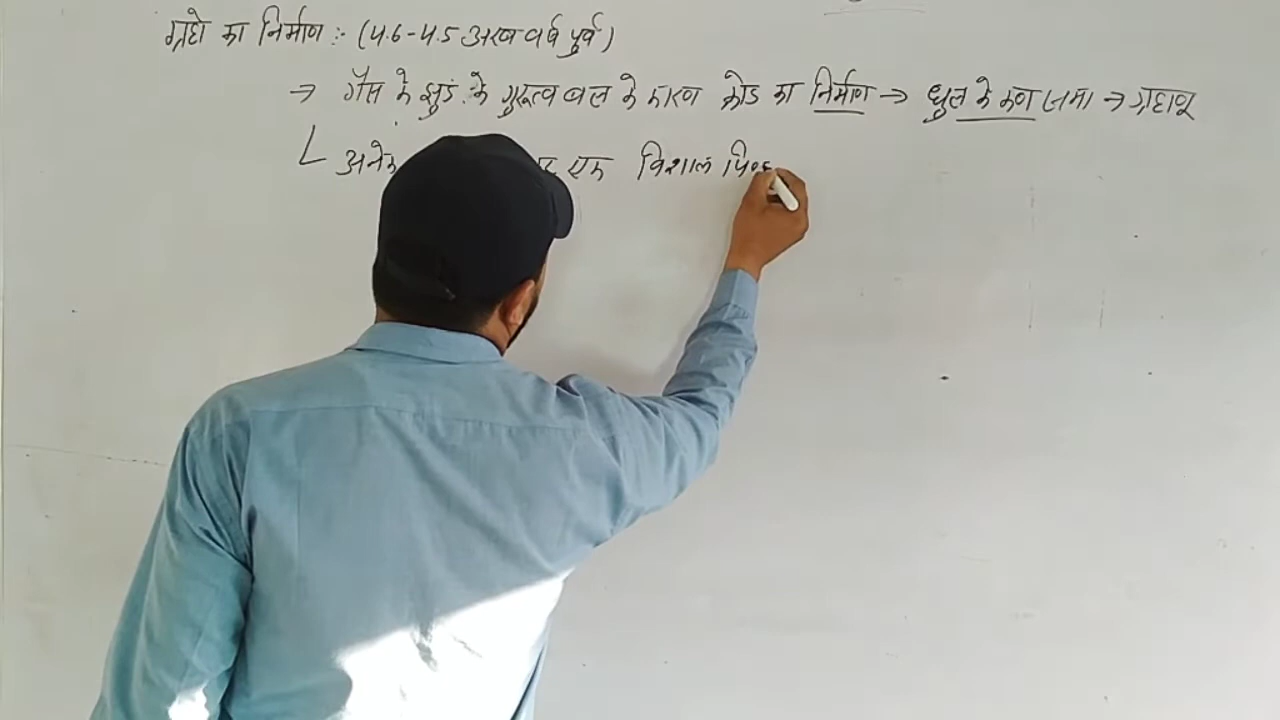 ग्रहो का निर्माण :- (4.6-4.5 अरब वर्ष पुर्व)
→ गैस के झुडं के गुरूत्व बल के कारण क्रोड का निर्माण → धुल के कण जमा → ग्रहाणु
एक विशाल पिण्ड